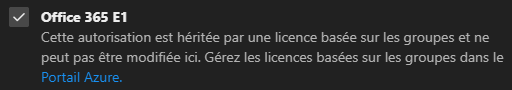 Office 365 E1
Cette autorisation est héritée par une licence basée sur les groupes et ne
peut pas être modifiée ici. Gérez les licences basées sur les groupes dans le
Portail Azure.